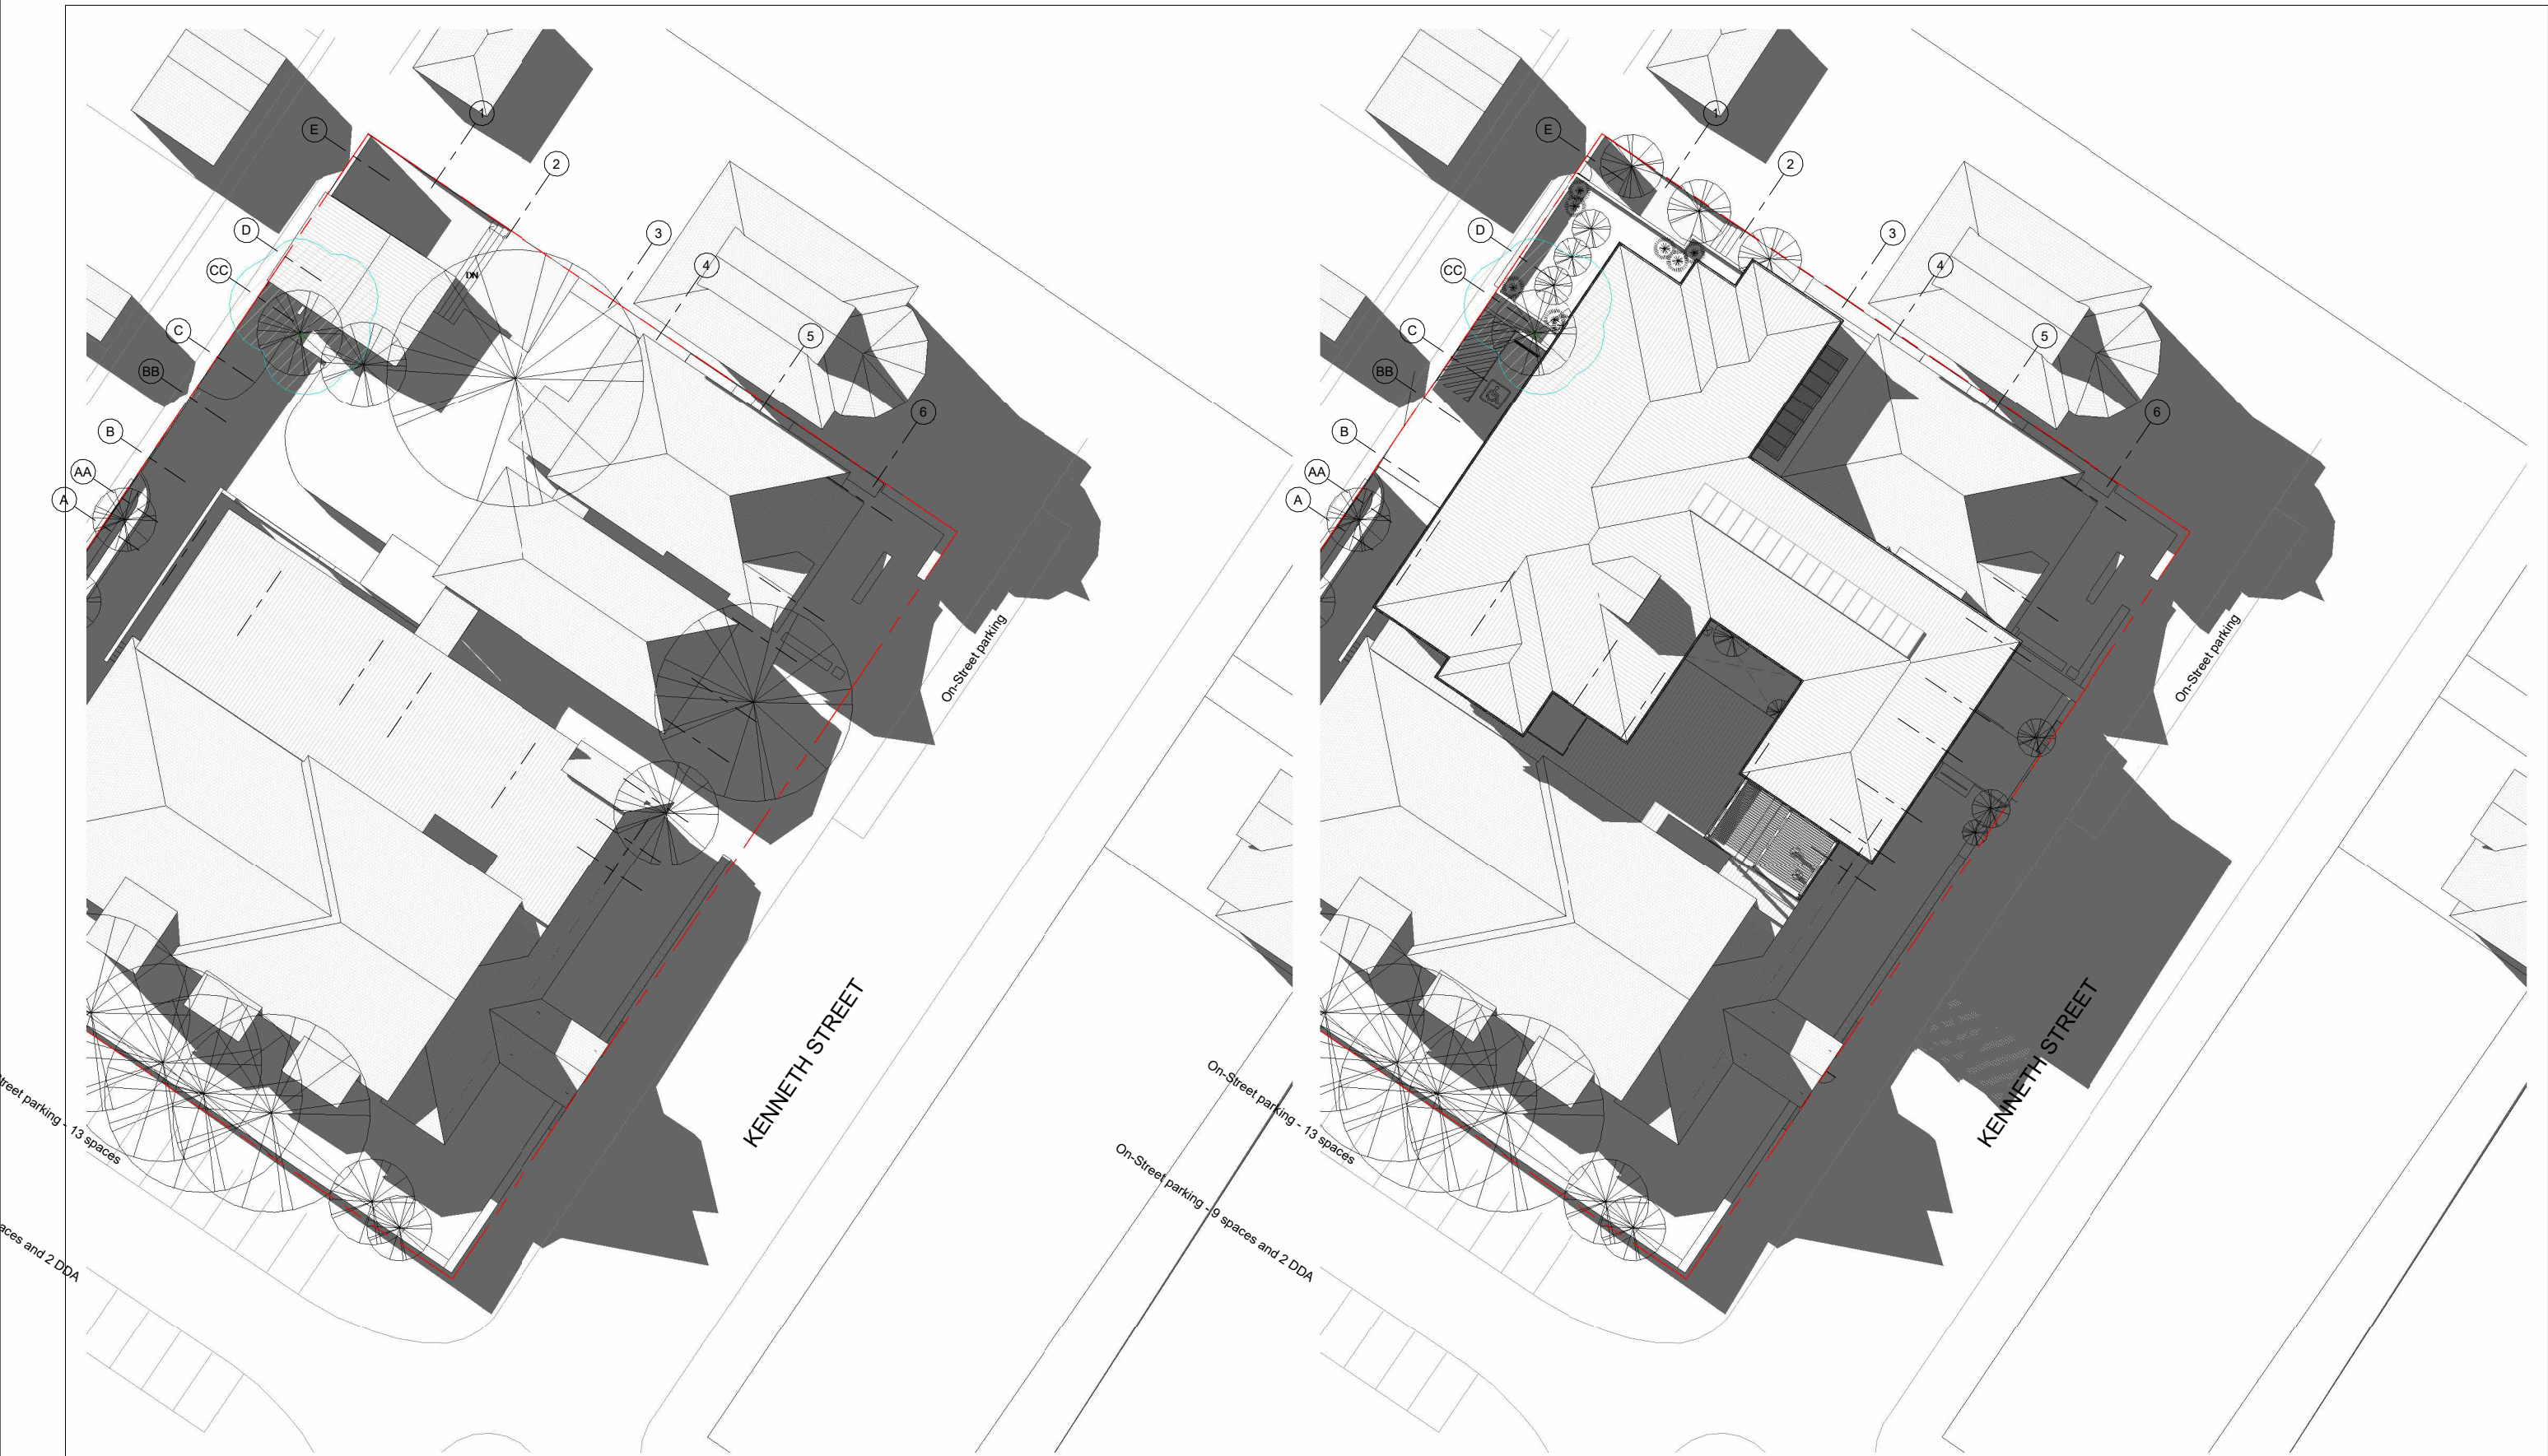 1
E
2
D
3
CC
4
C
5
BB
6
B
AA
A
DN
On-Street parking
KENNETH STREET
treet parking - 13 spaces
aces and 2 DDA
1
E
2
D
3
CC
4
C
5
BB
6
B
AA
A
On-Street parking
KENNETH STREET
On-Street parking - 13 spaces
On-Street parking - 9 spaces and 2 DDA